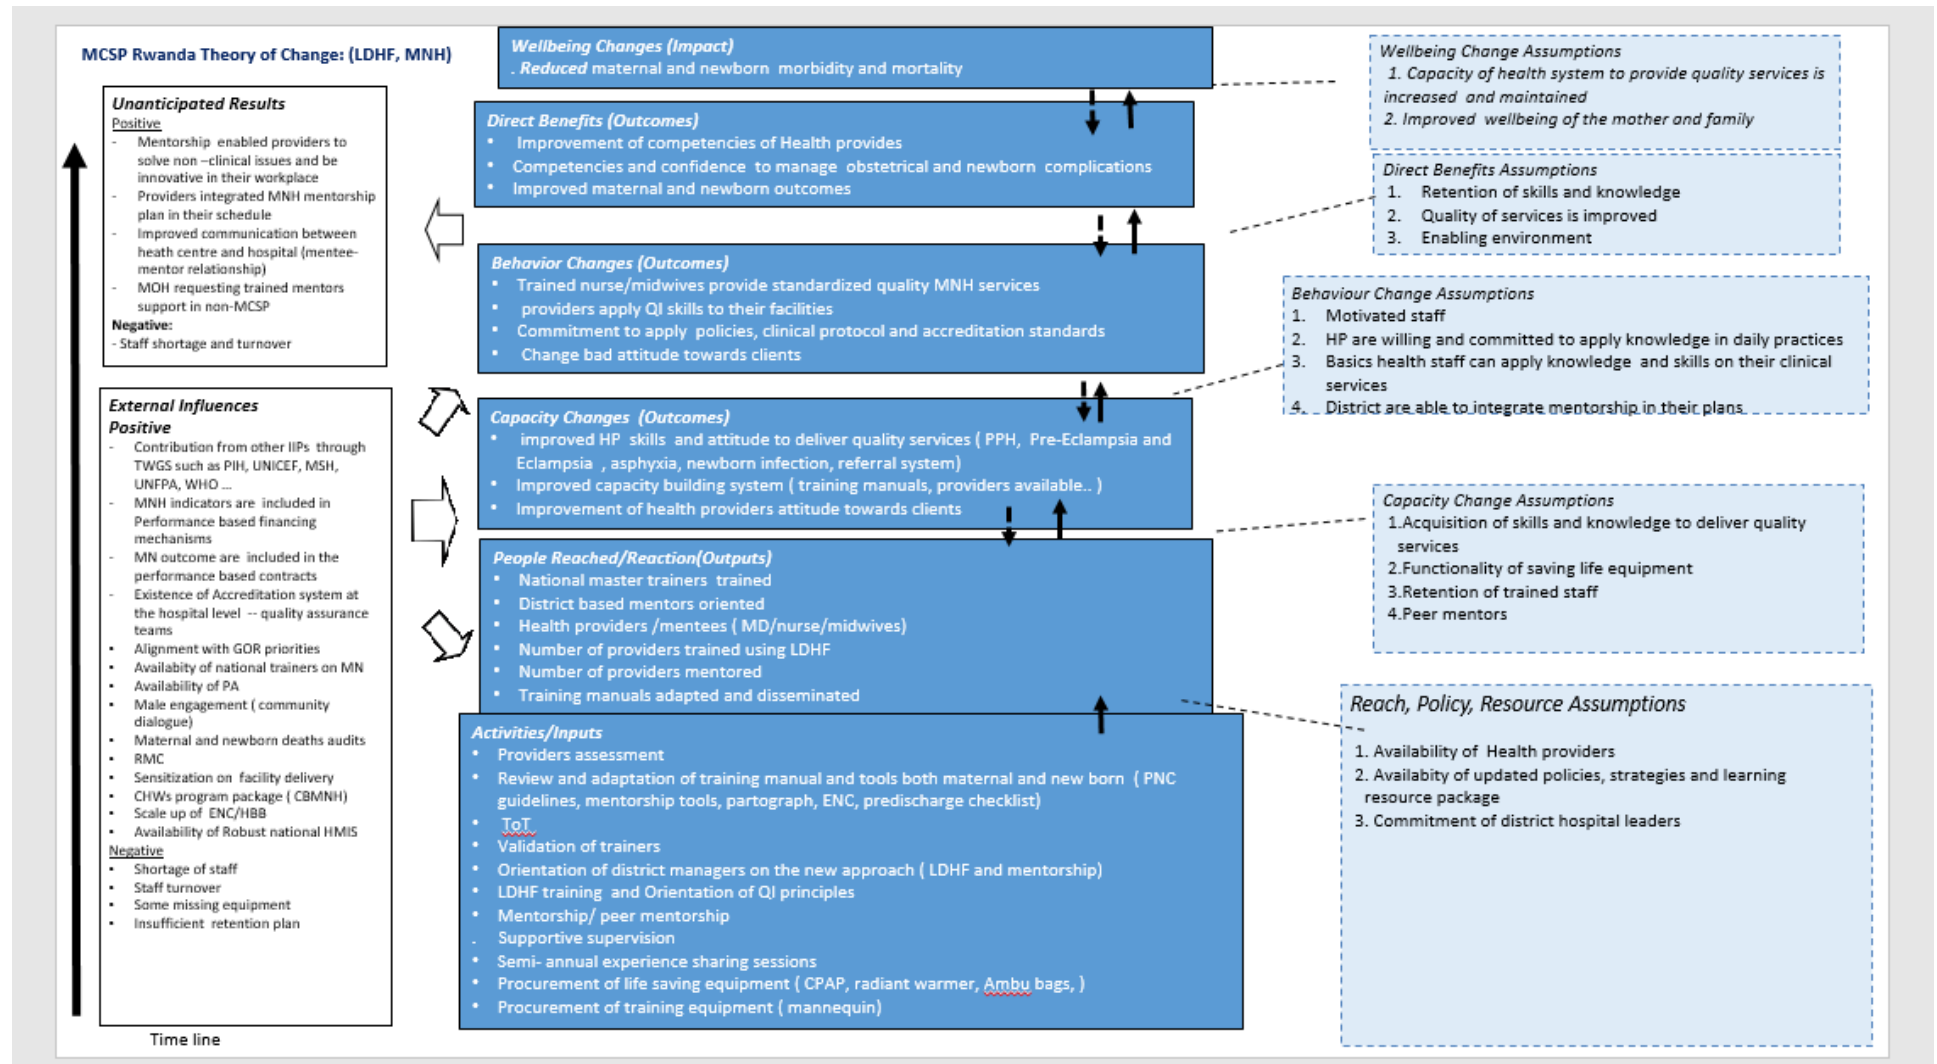 MCSP Rwanda Theory of Change: (LDHF, MNH)
Unanticipated Results
Positive
- Mentorship enabled providers to
solve non –clinical issues and be
innovative in their workplace
- Providers integrated MNH mentorship
plan in their schedule
- Improved communication between
heath centre and hospital (mentee-
mentor relationship)
- MOH requesting trained mentors
support in non-MCSP
Negative:
- Staff shortage and turnover
External Influences
Positive
- Contribution from other IIPs through
TWGS such as PIH, UNICEF, MSH,
UNFPA, WHO ...
- MNH indicators are included in
Performance based financing
mechanisms
- MN outcome are included in the
performance based contracts
- Existence of Accreditation system at
the hospital level -- quality assurance
teams
• Alignment with GOR priorities
• Availabity of national trainers on MN
• Availability of PA
• Male engagement ( community
dialogue)
• Maternal and newborn deaths audits
• RMC
• Sensitization on facility delivery
• CHWs program package ( CBMNH)
• Scale up of ENC/HBB
• Availability of Robust national HMIS
Negative
• Shortage of staff
• Staff turnover
• Some missing equipment
• Insufficient retention plan
Time line
Wellbeing Changes (Impact)
. Reduced maternal and newborn morbidity and mortality
Direct Benefits (Outcomes)
• Improvement of competencies of Health provides
• Competencies and confidence to manage obstetrical and newborn complications
• Improved maternal and newborn outcomes
Behavior Changes (Outcomes)
• Trained nurse/midwives provide standardized quality MNH services
• providers apply QI skills to their facilities
• Commitment to apply policies, clinical protocol and accreditation standards
• Change bad attitude towards clients
Capacity Changes (Outcomes)
• improved HP skills and attitude to deliver quality services ( PPH, Pre-Eclampsia and
Eclampsia , asphyxia, newborn infection, referral system)
• Improved capacity building system ( training manuals, providers available.. )
• Improvement of health providers attitude towards clients
People Reached/Reaction(Outputs)
• National master trainers trained
• District based mentors oriented
• Health providers /mentees ( MD/nurse/midwives)
• Number of providers trained using LDHF
• Number of providers mentored
• Training manuals adapted and disseminated
Activities/Inputs
• Providers assessment
• Review and adaptation of training manual and tools both maternal and new born ( PNC
guidelines, mentorship tools, partograph, ENC, predischarge checklist)
• ToT
• Validation of trainers
• Orientation of district managers on the new approach ( LDHF and mentorship)
• LDHF training and Orientation of QI principles
• Mentorship/ peer mentorship
. Supportive supervision
• Semi- annual experience sharing sessions
• Procurement of life saving equipment ( CPAP, radiant warmer, Ambu bags, )
• Procurement of training equipment ( mannequin)
Wellbeing Change Assumptions
1. Capacity of health system to provide quality services is
increased and maintained
2. Improved wellbeing of the mother and family
Direct Benefits Assumptions
1. Retention of skills and knowledge
2. Quality of services is improved
3. Enabling environment
Behaviour Change Assumptions
1. Motivated staff
2. HP are willing and committed to apply knowledge in daily practices
3. Basics health staff can apply knowledge and skills on their clinical
services
4. District are able to integrate mentorship in their plans
Capacity Change Assumptions
1.Acquisition of skills and knowledge to deliver quality
services
2.Functionality of saving life equipment
3.Retention of trained staff
4.Peer mentors
Reach, Policy, Resource Assumptions
1. Availability of Health providers
2. Availabity of updated policies, strategies and learning
resource package
3. Commitment of district hospital leaders